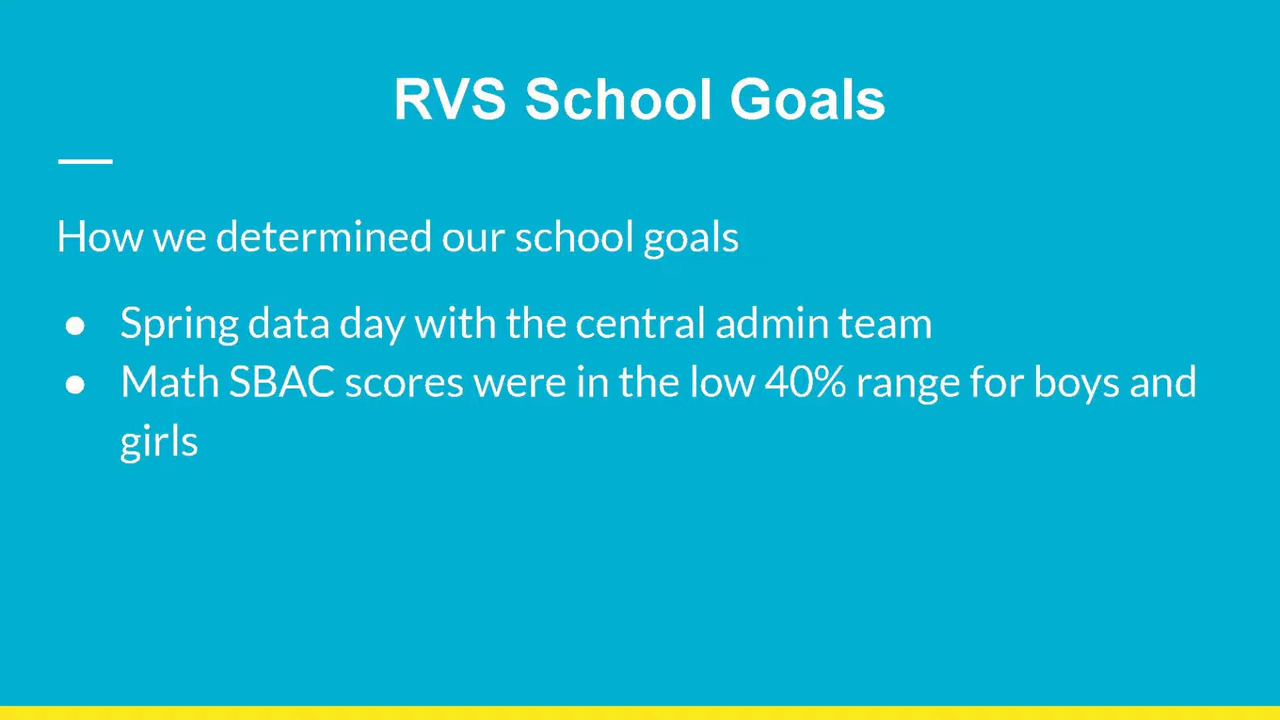 RVS School Goals
How we determined our school goals
● Spring data day with the central admin team
● Math SBAC scores were in the low 40% range for boys and
girls